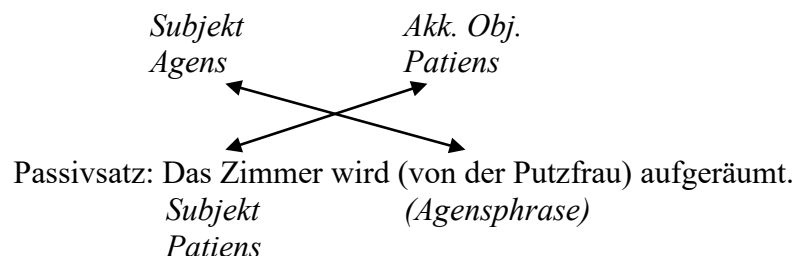 Subjekt Akk. Obj.
Agens Patiens
Passivsatz: Das Zimmer wird (von der Putzfrau) aufgeräumt.
Subjekt (Agensphrase)
Patiens